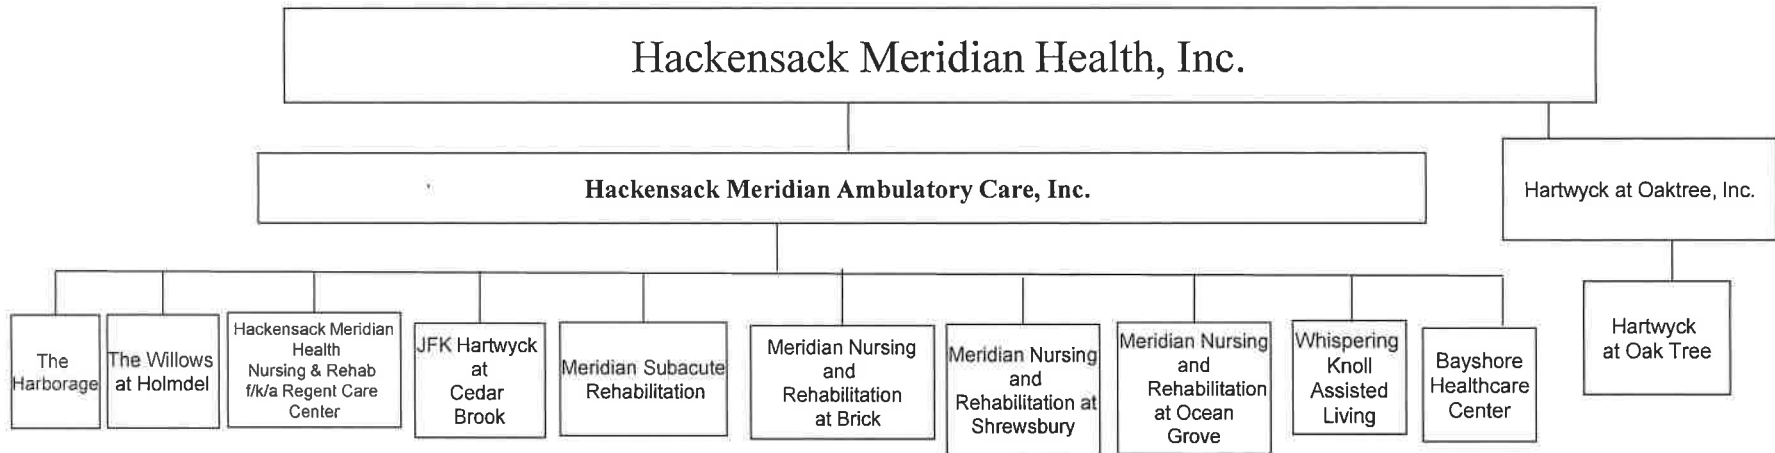 Hackensack Meridian Health, Inc.
Hackensack Meridian Ambulatory Care, Inc.
Hartwyck at Oaktree, Inc.
The
Harborage
The Willows
at Holmdel
Hackensack Meridian
Health
Nursing & Rehab
f/k/a Regent Care
Center
JFK Hartwyck
at
Cedar
Brook
Meridian Subacute
Rehabilitation
Meridian Nursing
and
Rehabilitation
at Brick
Meridian Nursing
and
Rehabilitation at
Shrewsbury
Meridian Nursing
and
Rehabilitation
at Ocean
Grove
Whispering
Knoll
Assisted
Living
Bayshore
Healthcare
Center
Hartwyck
at Oak Tree